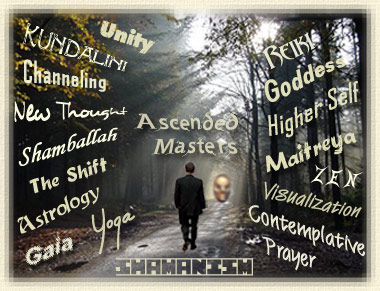 KUNDALINI
Unity
Channeling
New Thought
Shamballah
The Shift
Astrology
Yoga
Gaia
Ascended
Masters
REIKI
Goddess
Higher Self
Maitreya
ZEN
Visualization
Contemplative
Prayer
SHAMANISM